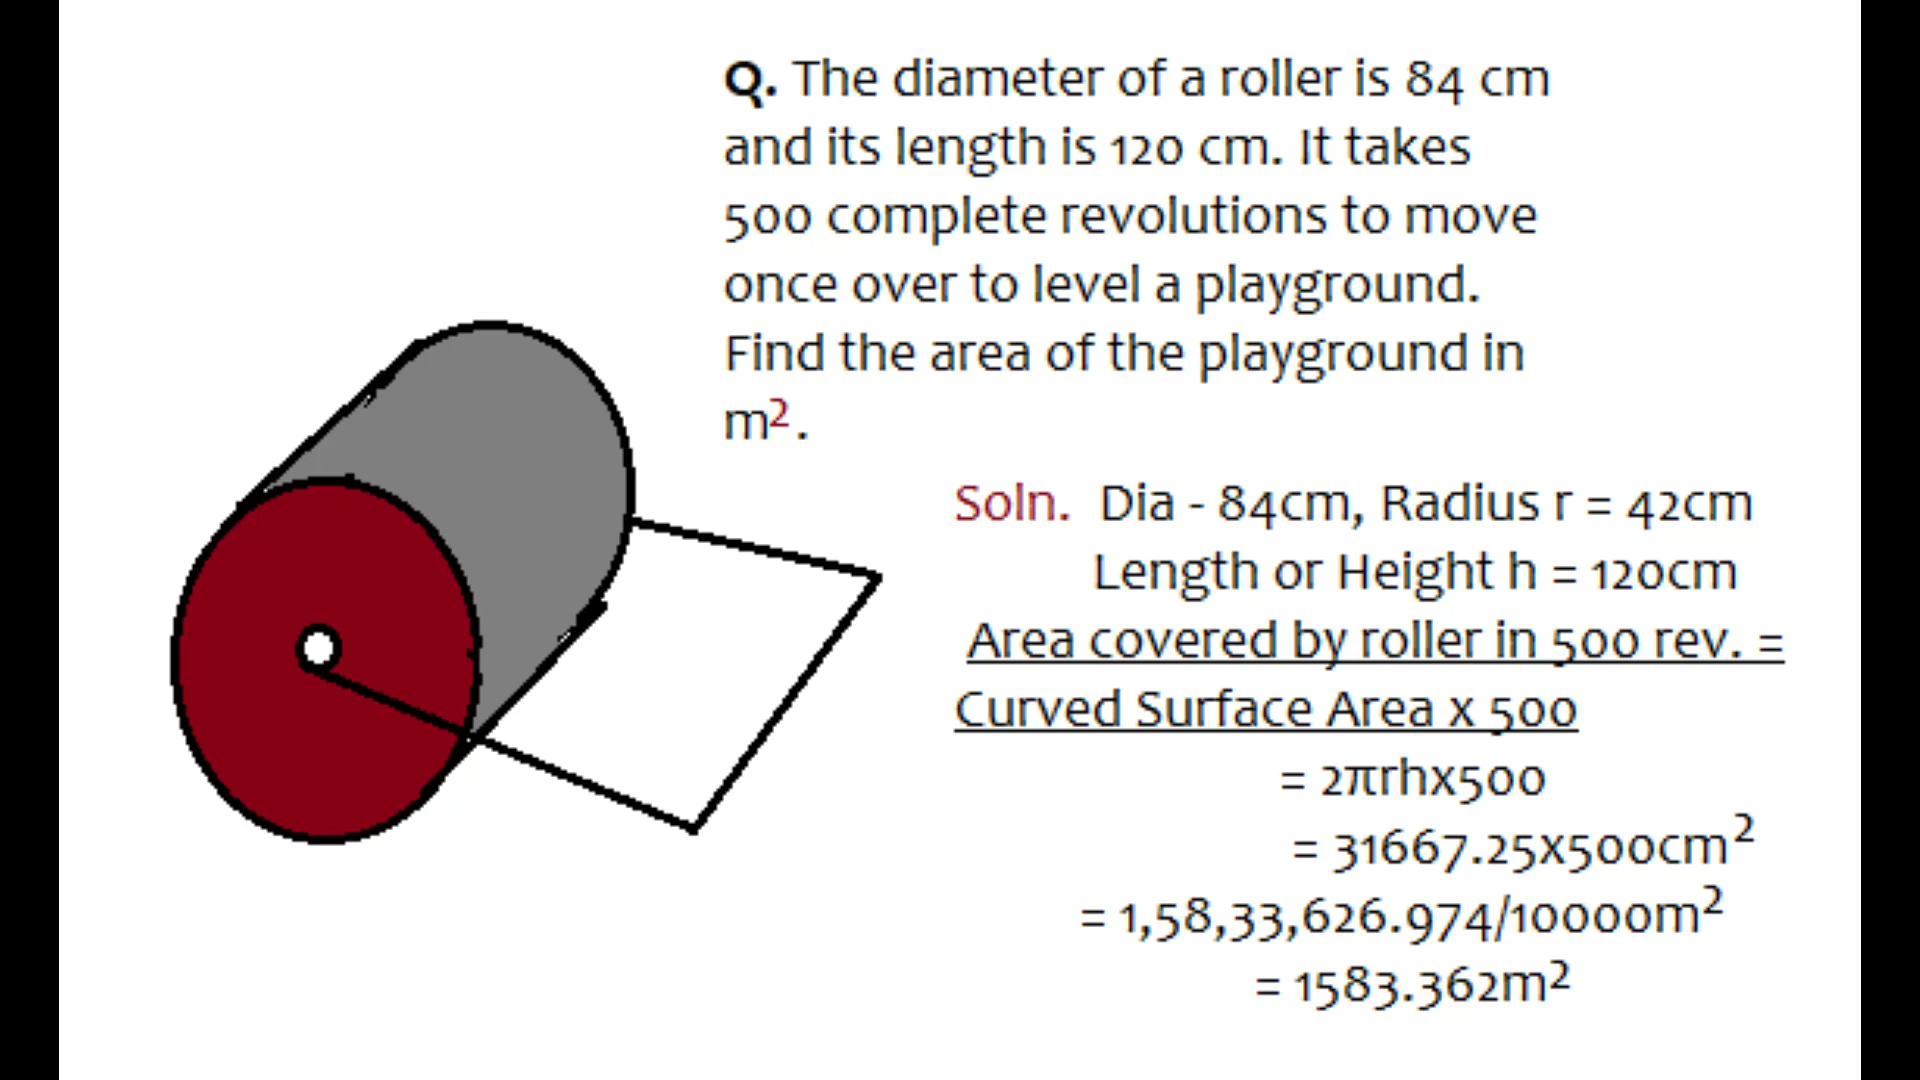 Q. The diameter of a roller is 84 cm
and its length is 120 cm. It takes
500 complete revolutions to move
once over to level a playground.
Find the area of the playground in
m².
Soln. Dia - 84cm, Radius r = 42cm
Length or Height h = 120cm
Area covered by roller in 500 rev. =
Curved Surface Area x 500
= 2πrhx500
= 31667.25x500cm²
= 1,58,33,626.974/10000m²
= 1583.362m²